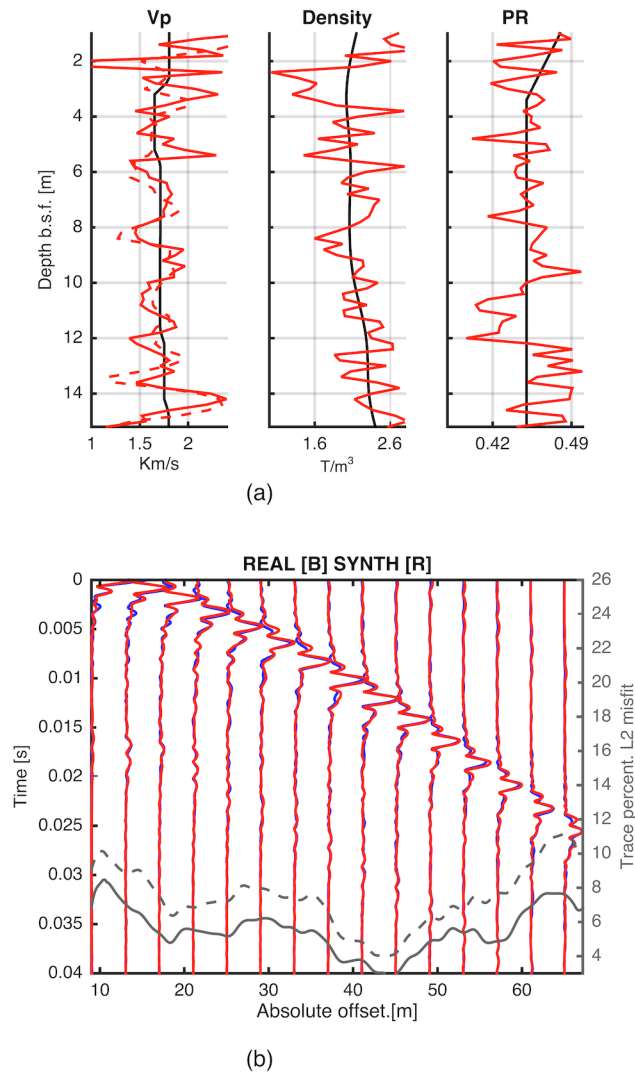 Vp Density PR
2
4
6
8
10
12
14
Depth b.s.f. [m]
1 1.5 2 1.6 2.6 0.42 0.49
Km/s T/m³
(a)
REAL [B] SYNTH [R]
0 26
0.005 24
0.01 22
0.015 20
0.02 18
0.025 16
0.03 14
0.035 12
0.04 10
8
6
4
Time [s]
Trace percent. L2 misfit
10 20 30 40 50 60
Absolute offset.[m]
(b)